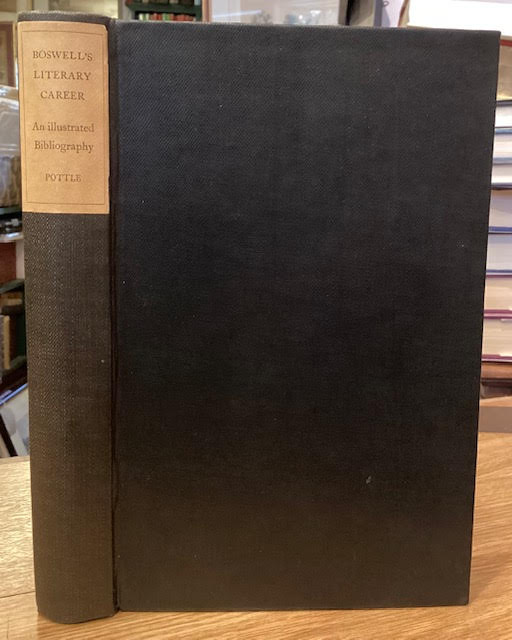 BOSWELL'S
LITERARY
CAREER
An illustrated
Bibliography
POTTLE